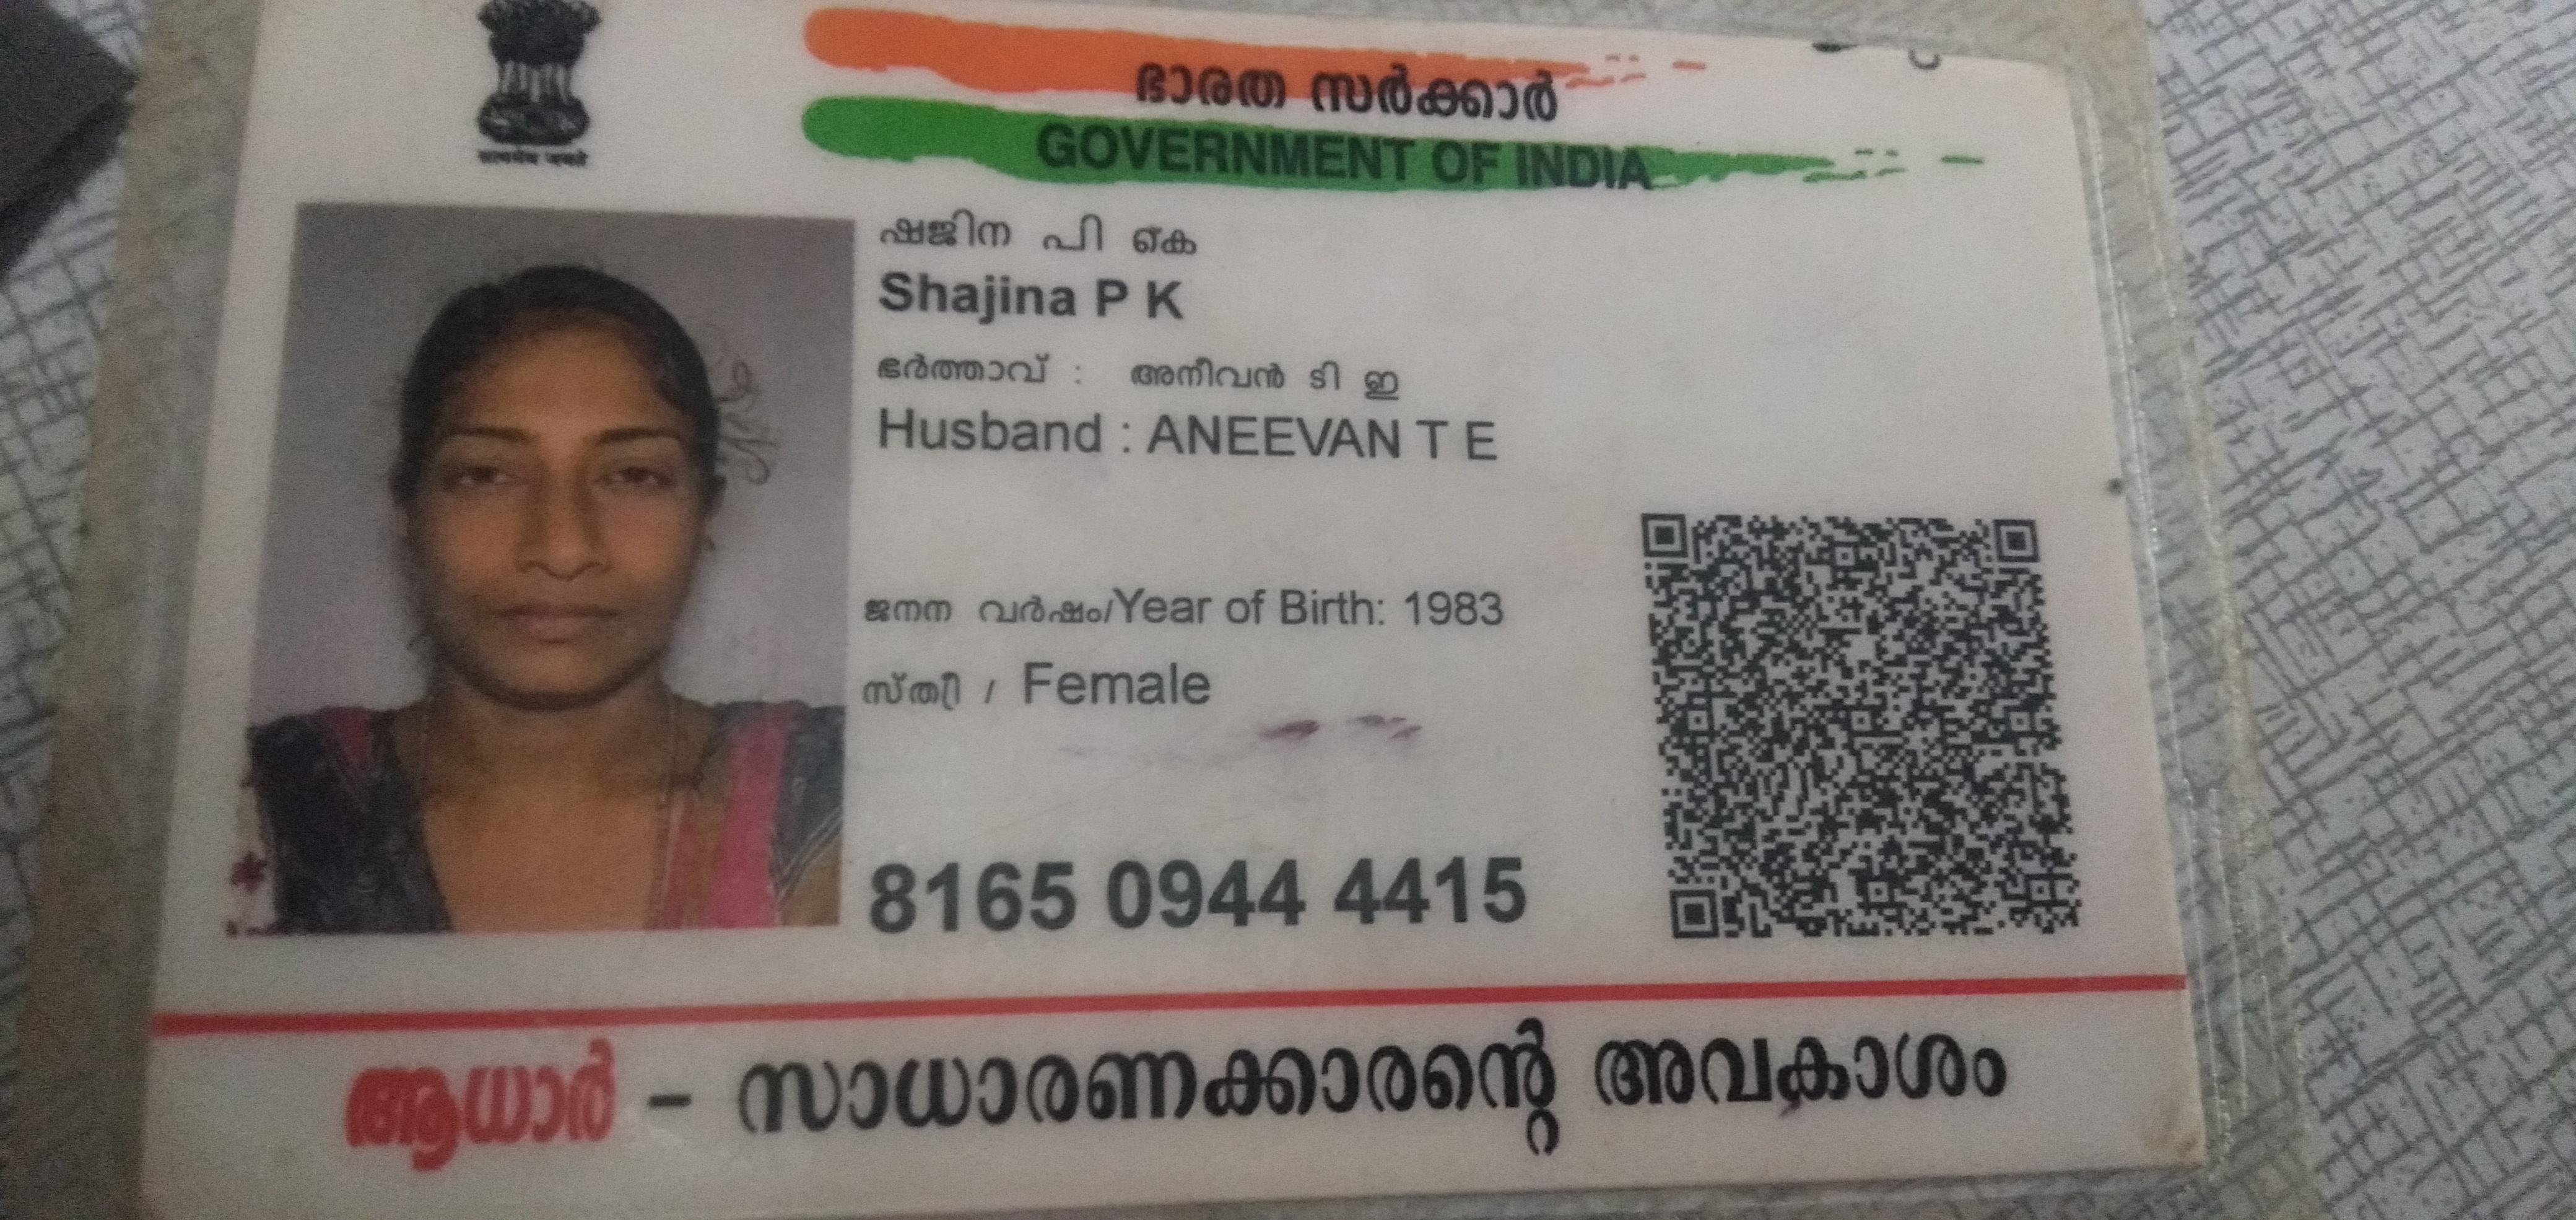 सत्यमेव जयते
ഭാരത സർക്കാർ
GOVERNMENT OF INDIA
ഷജിന പി കെ
Shajina P K
ഭർത്താവ് : അനീവൻ ടി ഇ
Husband : ANEEVAN T E
ജനന വർഷം/Year of Birth: 1983
സ്ത്രീ / Female
8165 0944 4415
ആധാർ – സാധാരണക്കാരന്റെ അവകാശം